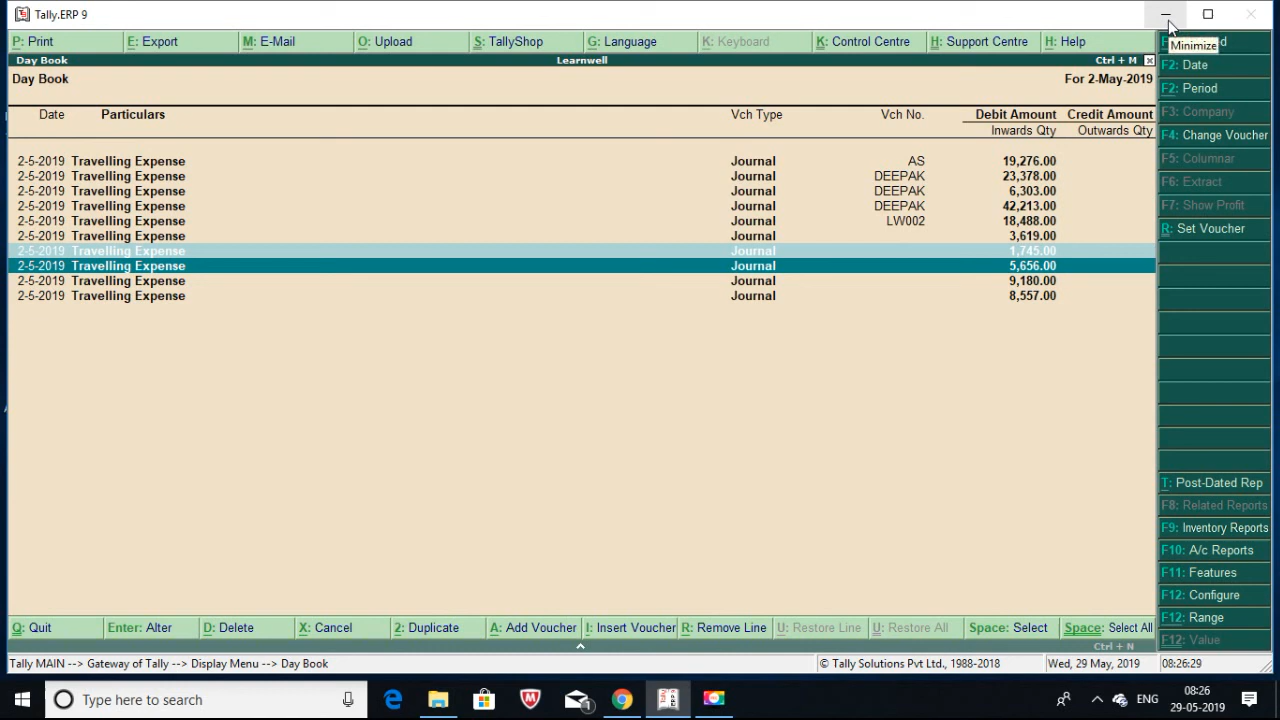 Tally.ERP 9
P: Print E: Export M: E-Mail O: Upload S: TallyShop G: Language K: Keyboard K: Control Centre H: Support Centre H: Help
Minimize
Day Book Learnwell Ctrl + M
Day Book For 2-May-2019
Date Particulars Vch Type Vch No. Debit Amount Credit Amount
Inwards Qty Outwards Qty
2-5-2019 Travelling Expense Journal AS 19,276.00
2-5-2019 Travelling Expense Journal DEEPAK 23,378.00
2-5-2019 Travelling Expense Journal DEEPAK 6,303.00
2-5-2019 Travelling Expense Journal DEEPAK 42,213.00
2-5-2019 Travelling Expense Journal LW002 18,488.00
2-5-2019 Travelling Expense Journal 3,619.00
2-5-2019 Travelling Expense Journal 1,745.00
2-5-2019 Travelling Expense Journal 5,656.00
2-5-2019 Travelling Expense Journal 9,180.00
2-5-2019 Travelling Expense Journal 8,557.00
F2: Date
F2: Period
F3: Company
F4: Change Voucher
F5: Columnar
F6: Extract
F7: Show Profit
R: Set Voucher
T: Post-Dated Rep
F8: Related Reports
F9: Inventory Reports
F10: A/c Reports
F11: Features
F12: Configure
F12: Range
F12: Value
Q: Quit Enter: Alter D: Delete X: Cancel 2: Duplicate A: Add Voucher I: Insert Voucher R: Remove Line U: Restore Line U: Restore All Space: Select Space: Select All
Ctrl + N
Tally MAIN --> Gateway of Tally --> Display Menu --> Day Book © Tally Solutions Pvt Ltd., 1988-2018 Wed, 29 May, 2019 08:26:29
Type here to search 1 ENG 08:26
29-05-2019